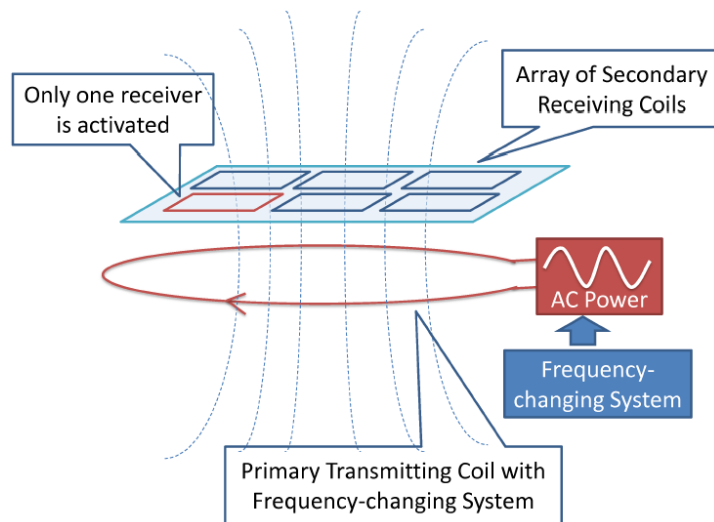 Only one receiver
is activated
Array of Secondary
Receiving Coils
AC Power
Frequency-
changing System
Primary Transmitting Coil with
Frequency-changing System